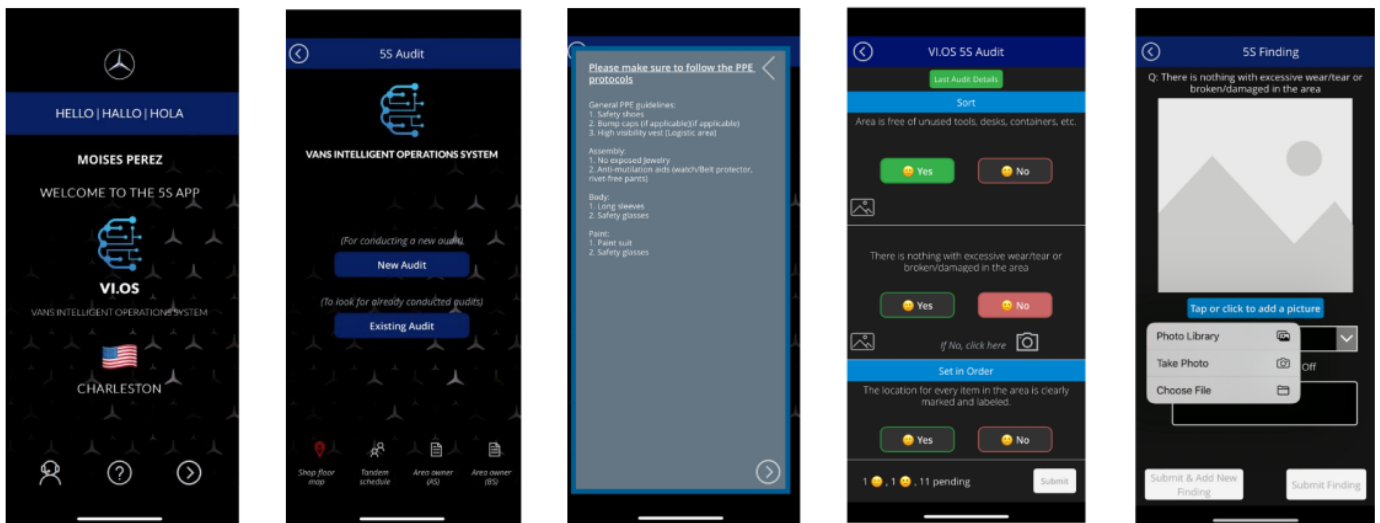 HELLO | HALLO | HOLA
MOISES PEREZ
WELCOME TO THE 5S APP
VI.OS
VANS INTELLIGENT OPERATIONS SYSTEM
CHARLESTON
5S Audit
VANS INTELLIGENT OPERATIONS SYSTEM
(For conducting a new audit)
New Audit
(To look for already conducted audits)
Existing Audit
Shop floor
map
Tandem
schedule
Area owner
(AS)
Area owner
(BS)
Please make sure to follow the PPE
protocols
General PPE guidelines:
1. Safety shoes
2. Bump caps (if applicable)(if applicable)
3. High visibility vest (Logistic area)
Assembly:
1. No exposed Jewelry
2. Anti-mutilation aids (watch/Belt protector,
rivet-free pants)
Body:
1. Long sleeves
2. Safety glasses
Paint:
1. Paint suit
2. Safety glasses
VI.OS 5S Audit
Last Audit Details
Sort
Area is free of unused tools, desks, containers, etc.
Yes
No
There is nothing with excessive wear/tear or
broken/damaged in the area
Yes
No
If No, click here
Set in Order
The location for every item in the area is clearly
marked and labeled.
Yes
No
1 😊, 1 😊, 11 pending
Submit
5S Finding
Q: There is nothing with excessive wear/tear or
broken/damaged in the area
Tap or click to add a picture
Photo Library
Take Photo
Off
Choose File
Submit & Add New
Finding
Submit Finding